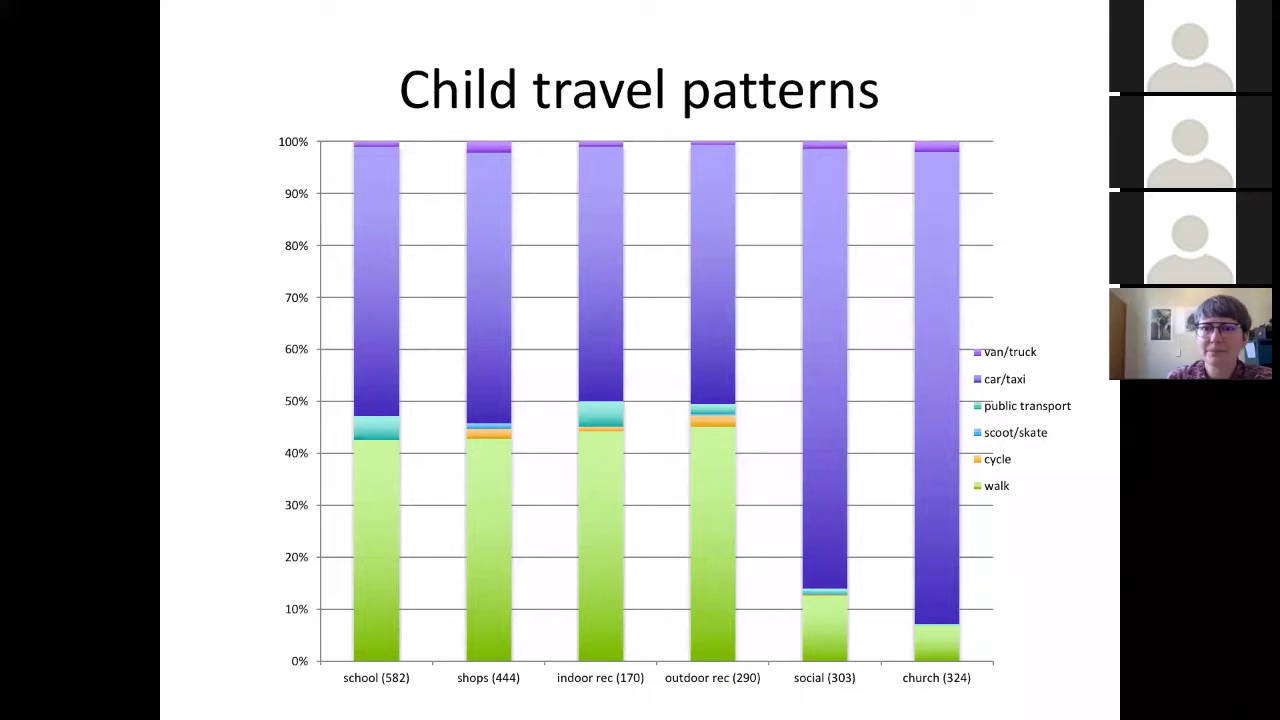 Child travel patterns
100%
90%
80%
70%
60%
50%
40%
30%
20%
10%
0%
school (582) shops (444) indoor rec (170) outdoor rec (290) social (303) church (324)
van/truck
car/taxi
public transport
scoot/skate
cycle
walk